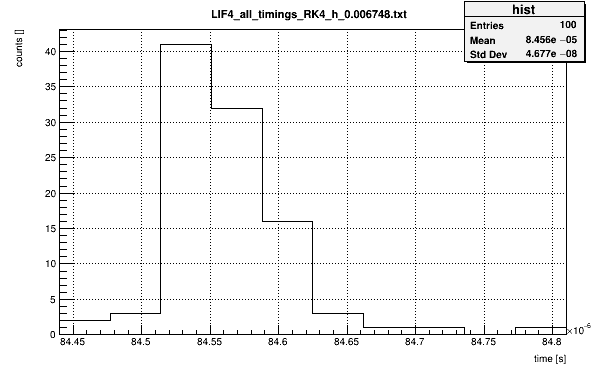 LIF4_all_timings_RK4_h_0.006748.txt
hist
Entries 100
Mean 8.456e −05
Std Dev 4.677e −08
counts []
40
35
30
25
20
15
10
5
0
84.45 84.5 84.55 84.6 84.65 84.7 84.75 84.8
×10−6
time [s]